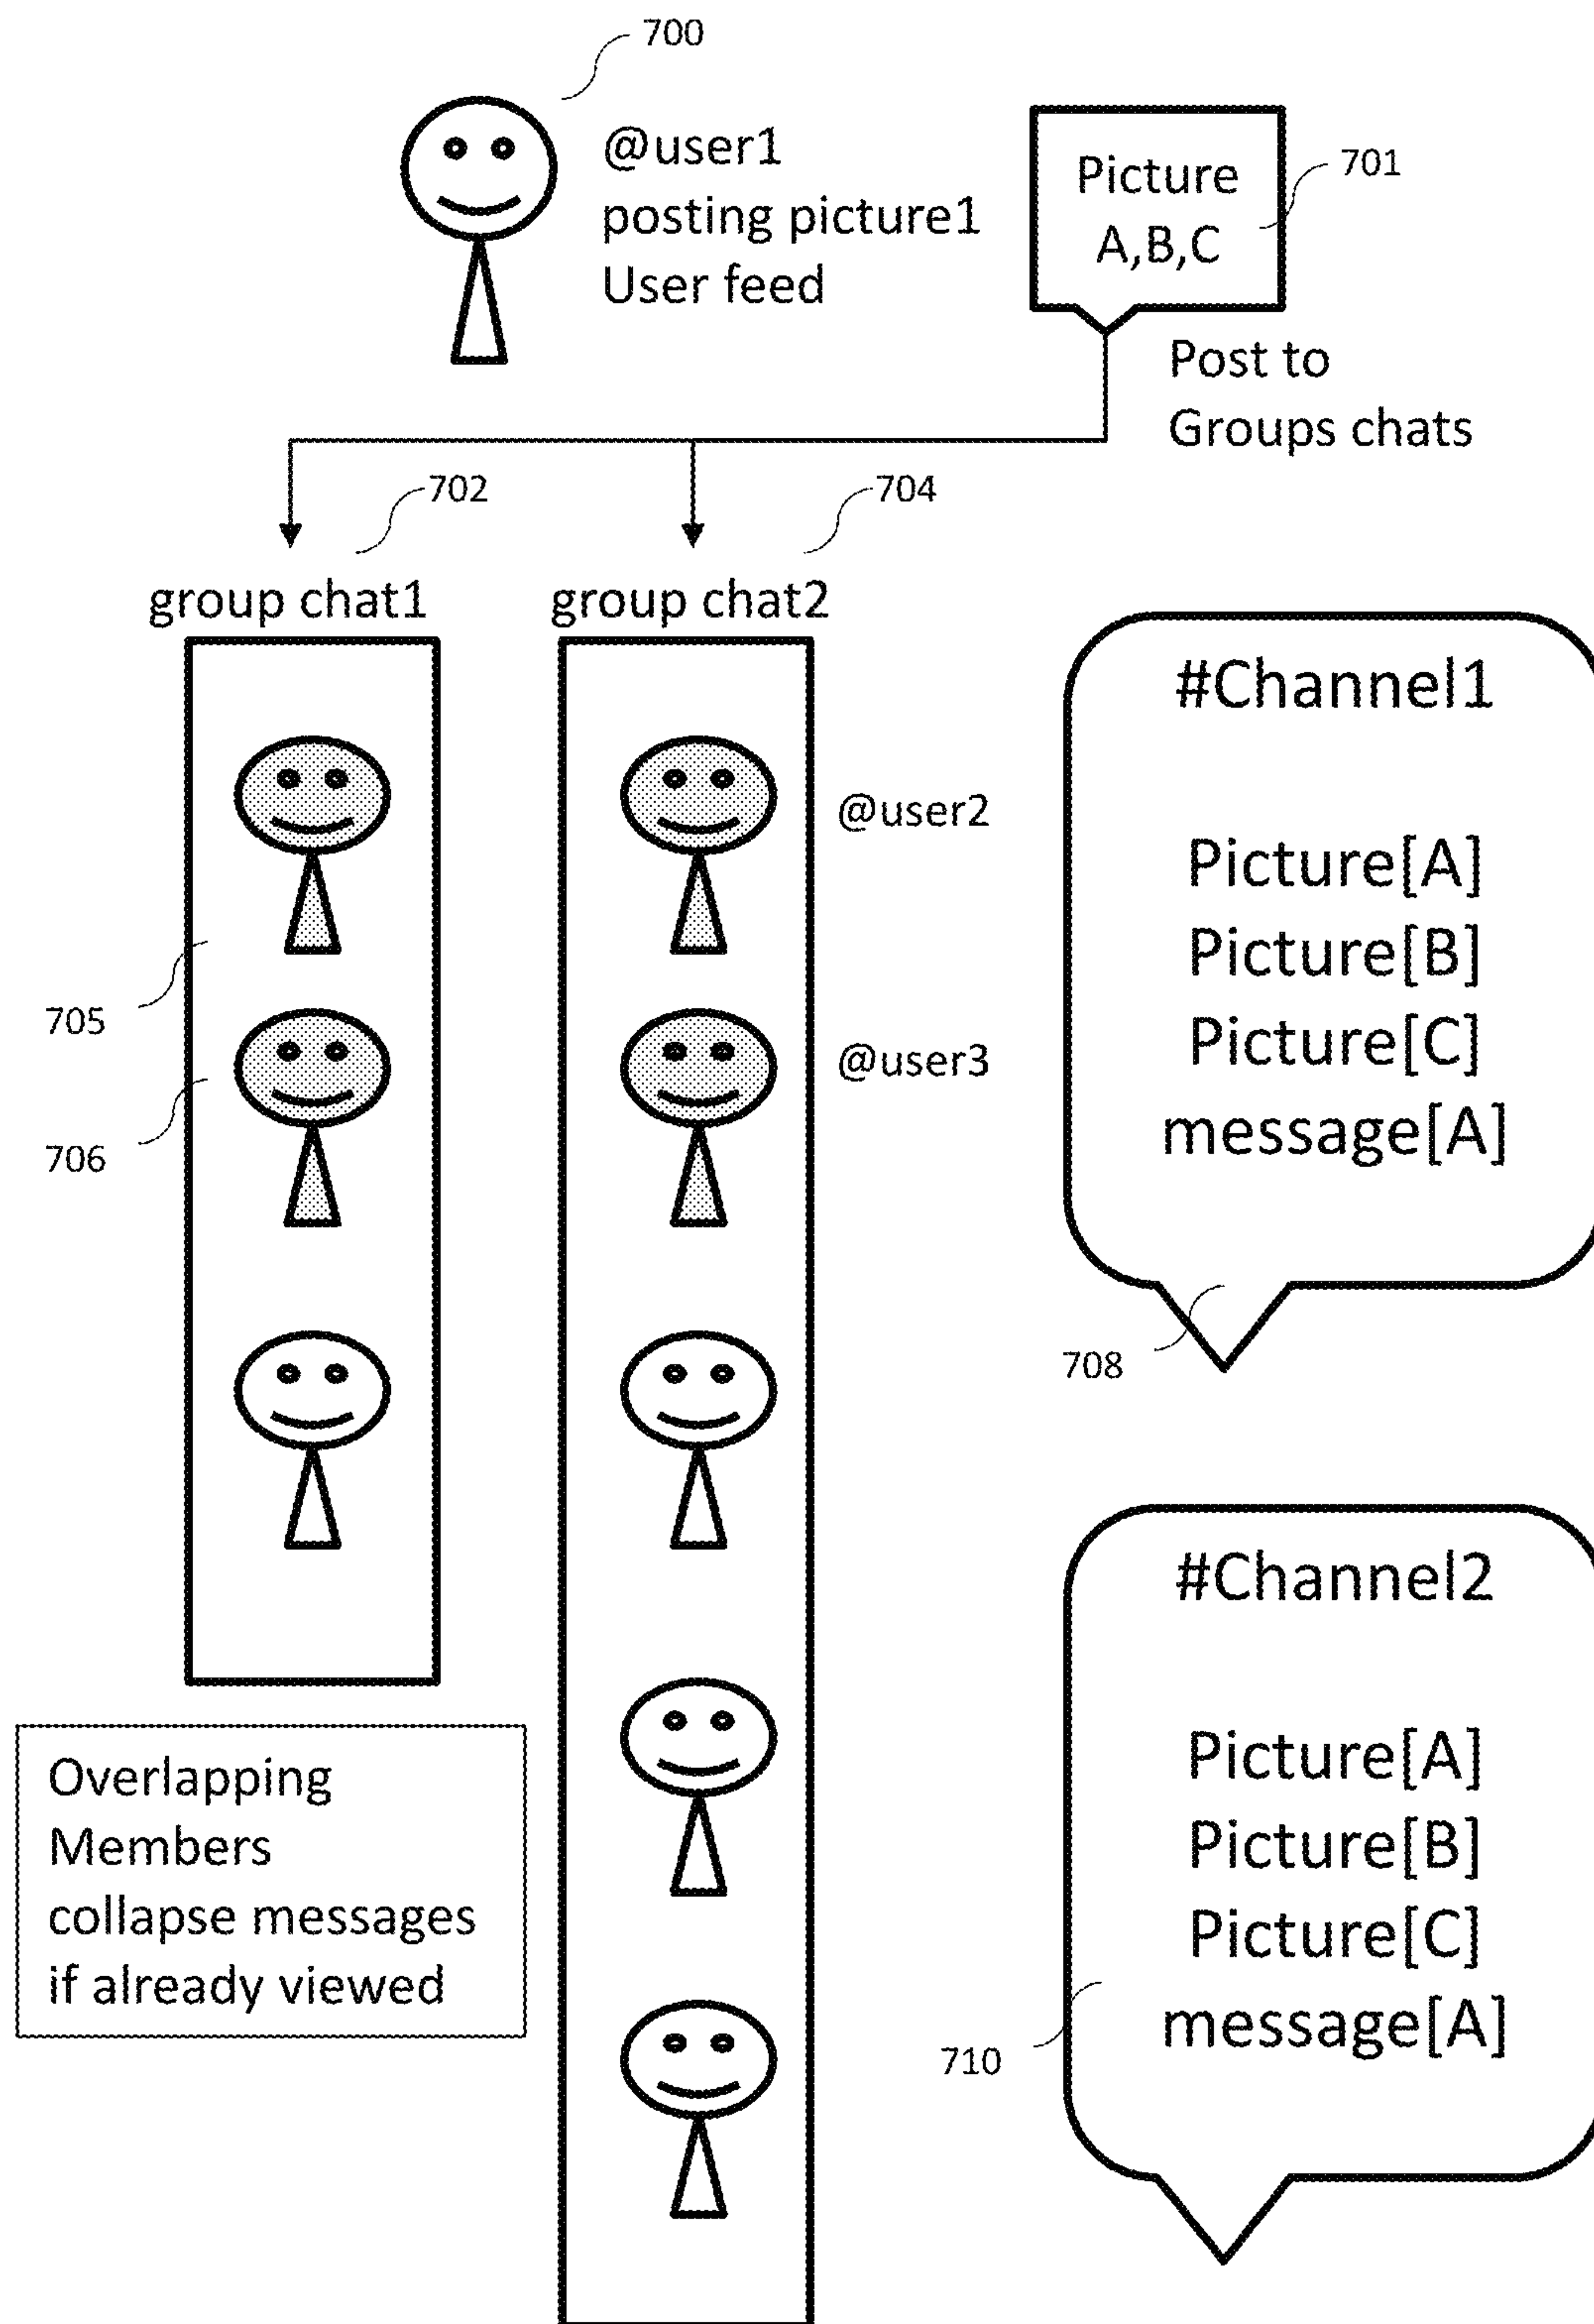 700
@user1
posting picture1
User feed
Picture
A,B,C
701
Post to
Groups chats
702
704
group chat1
group chat2
@user2
@user3
705
706
#Channel1
Picture[A]
Picture[B]
Picture[C]
message[A]
708
Overlapping
Members
collapse messages
if already viewed
#Channel2
Picture[A]
Picture[B]
Picture[C]
message[A]
710